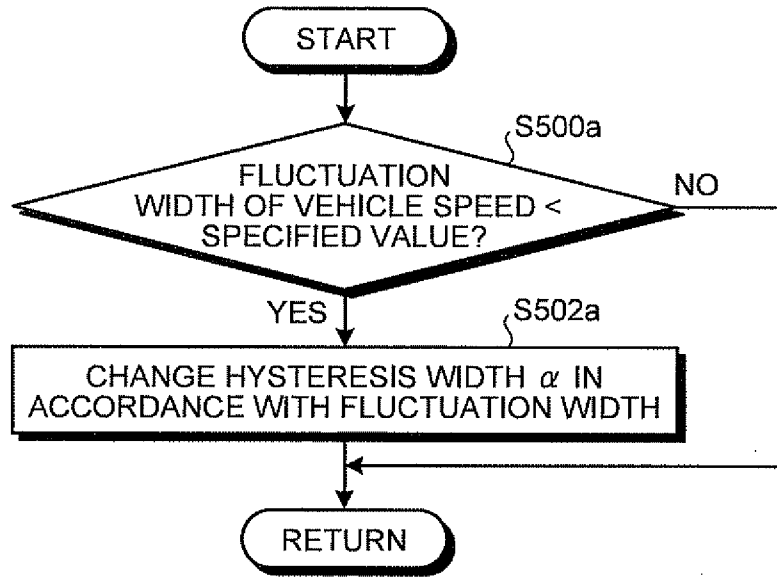 START
S500a
FLUCTUATION
WIDTH OF VEHICLE SPEED <
SPECIFIED VALUE?
NO
YES
S502a
CHANGE HYSTERESIS WIDTH α IN
ACCORDANCE WITH FLUCTUATION WIDTH
RETURN